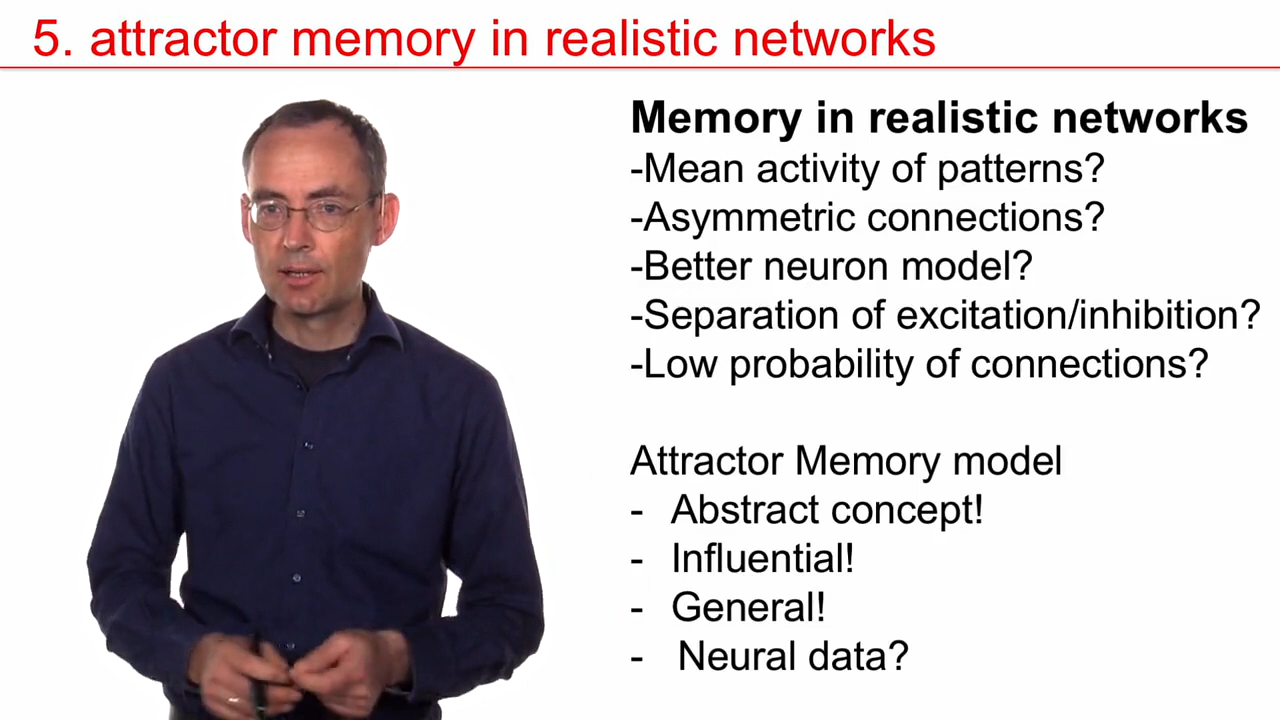 5. attractor memory in realistic networks
Memory in realistic networks
-Mean activity of patterns?
-Asymmetric connections?
-Better neuron model?
-Separation of excitation/inhibition?
-Low probability of connections?
Attractor Memory model
- Abstract concept!
- Influential!
- General!
- Neural data?